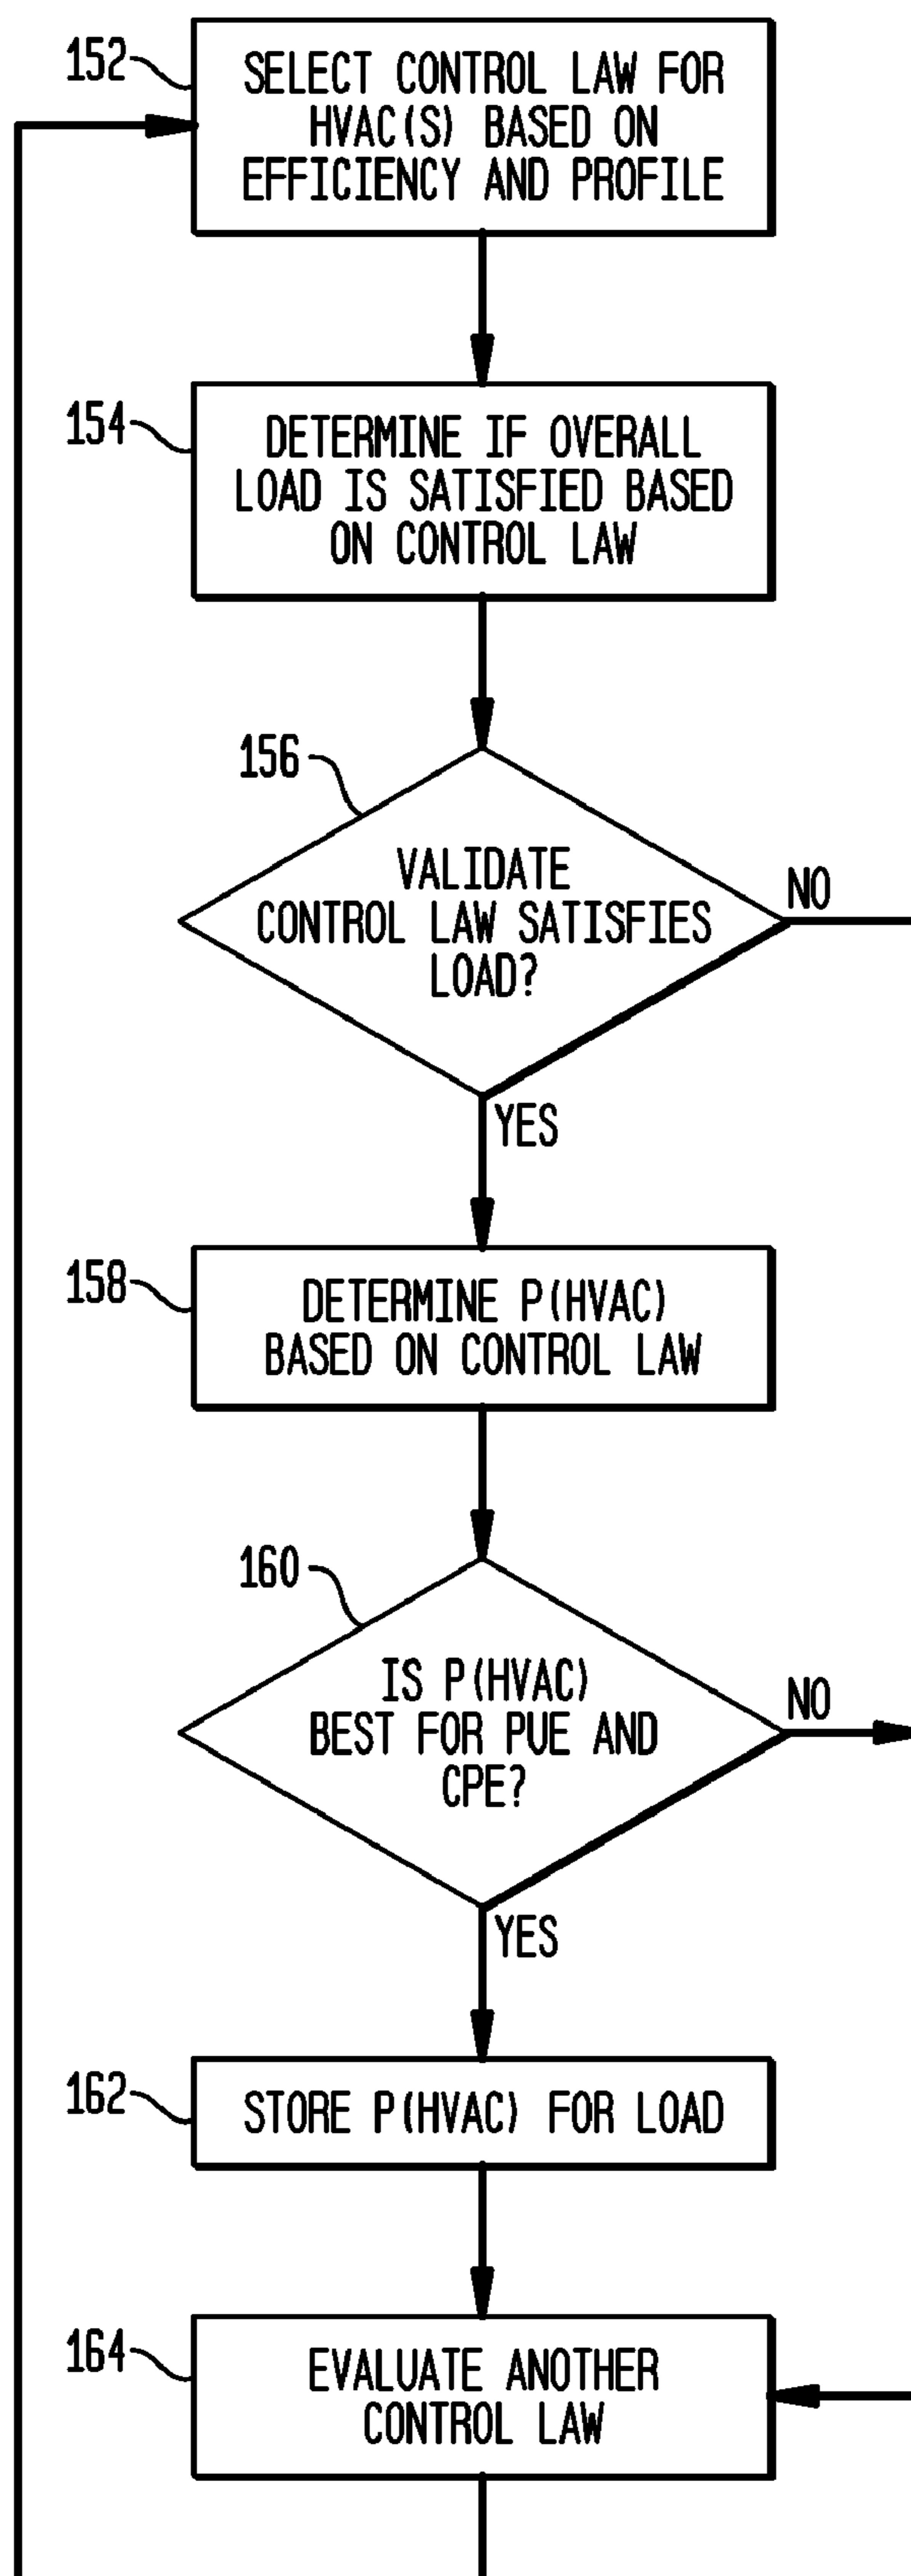 152
SELECT CONTROL LAW FOR
HVAC(S) BASED ON
EFFICIENCY AND PROFILE
154
DETERMINE IF OVERALL
LOAD IS SATISFIED BASED
ON CONTROL LAW
156
VALIDATE
CONTROL LAW SATISFIES
LOAD?
NO
YES
158
DETERMINE P(HVAC)
BASED ON CONTROL LAW
160
IS P(HVAC)
BEST FOR PUE AND
CPE?
NO
YES
162
STORE P(HVAC) FOR LOAD
164
EVALUATE ANOTHER
CONTROL LAW